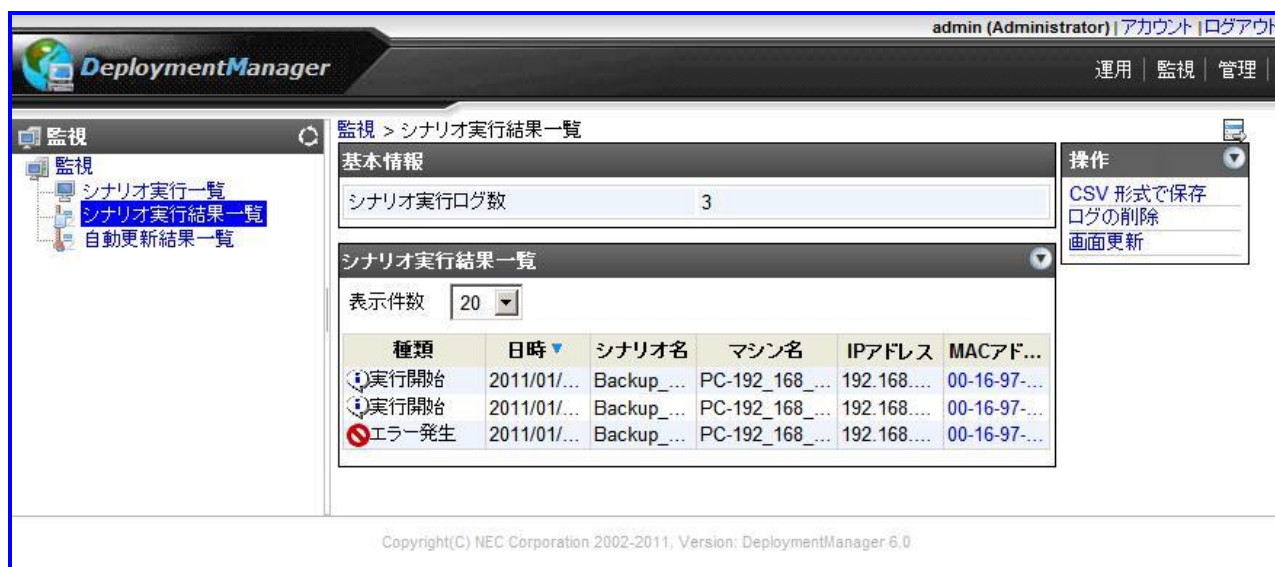 admin (Administrator) | アカウント | ログアウト
DeploymentManager
運用 | 監視 | 管理 |
監視
監視
シナリオ実行一覧
シナリオ実行結果一覧
自動更新結果一覧
監視 > シナリオ実行結果一覧
基本情報
シナリオ実行ログ数 3
シナリオ実行結果一覧
表示件数 20
種類 日時 シナリオ名 マシン名 IPアドレス MACアド...
実行開始 2011/01/... Backup_... PC-192_168_... 192.168.... 00-16-97-...
実行開始 2011/01/... Backup_... PC-192_168_... 192.168.... 00-16-97-...
エラー発生 2011/01/... Backup_... PC-192_168_... 192.168.... 00-16-97-...
操作
CSV 形式で保存
ログの削除
画面更新
Copyright(C) NEC Corporation 2002-2011. Version: DeploymentManager 6.0